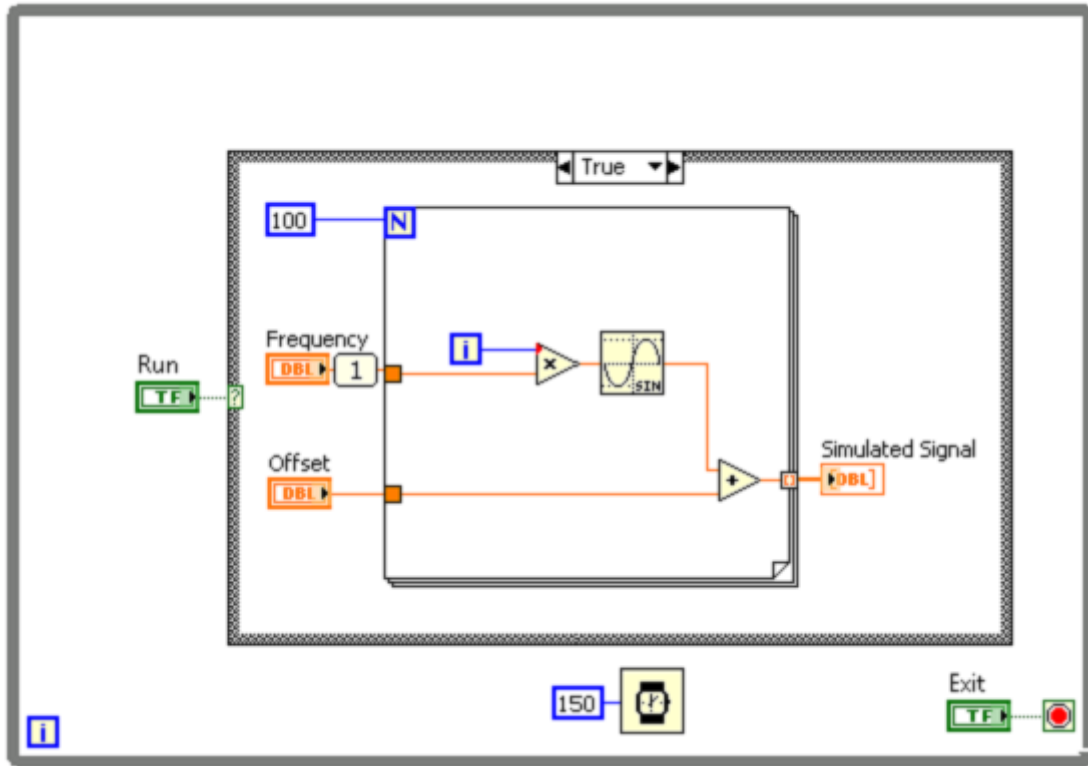 True
100
N
Frequency
i
Run
DBL
1
×
TF
?
SIN
Offset
Simulated Signal
DBL
+
[DBL]
Exit
150
TF
i